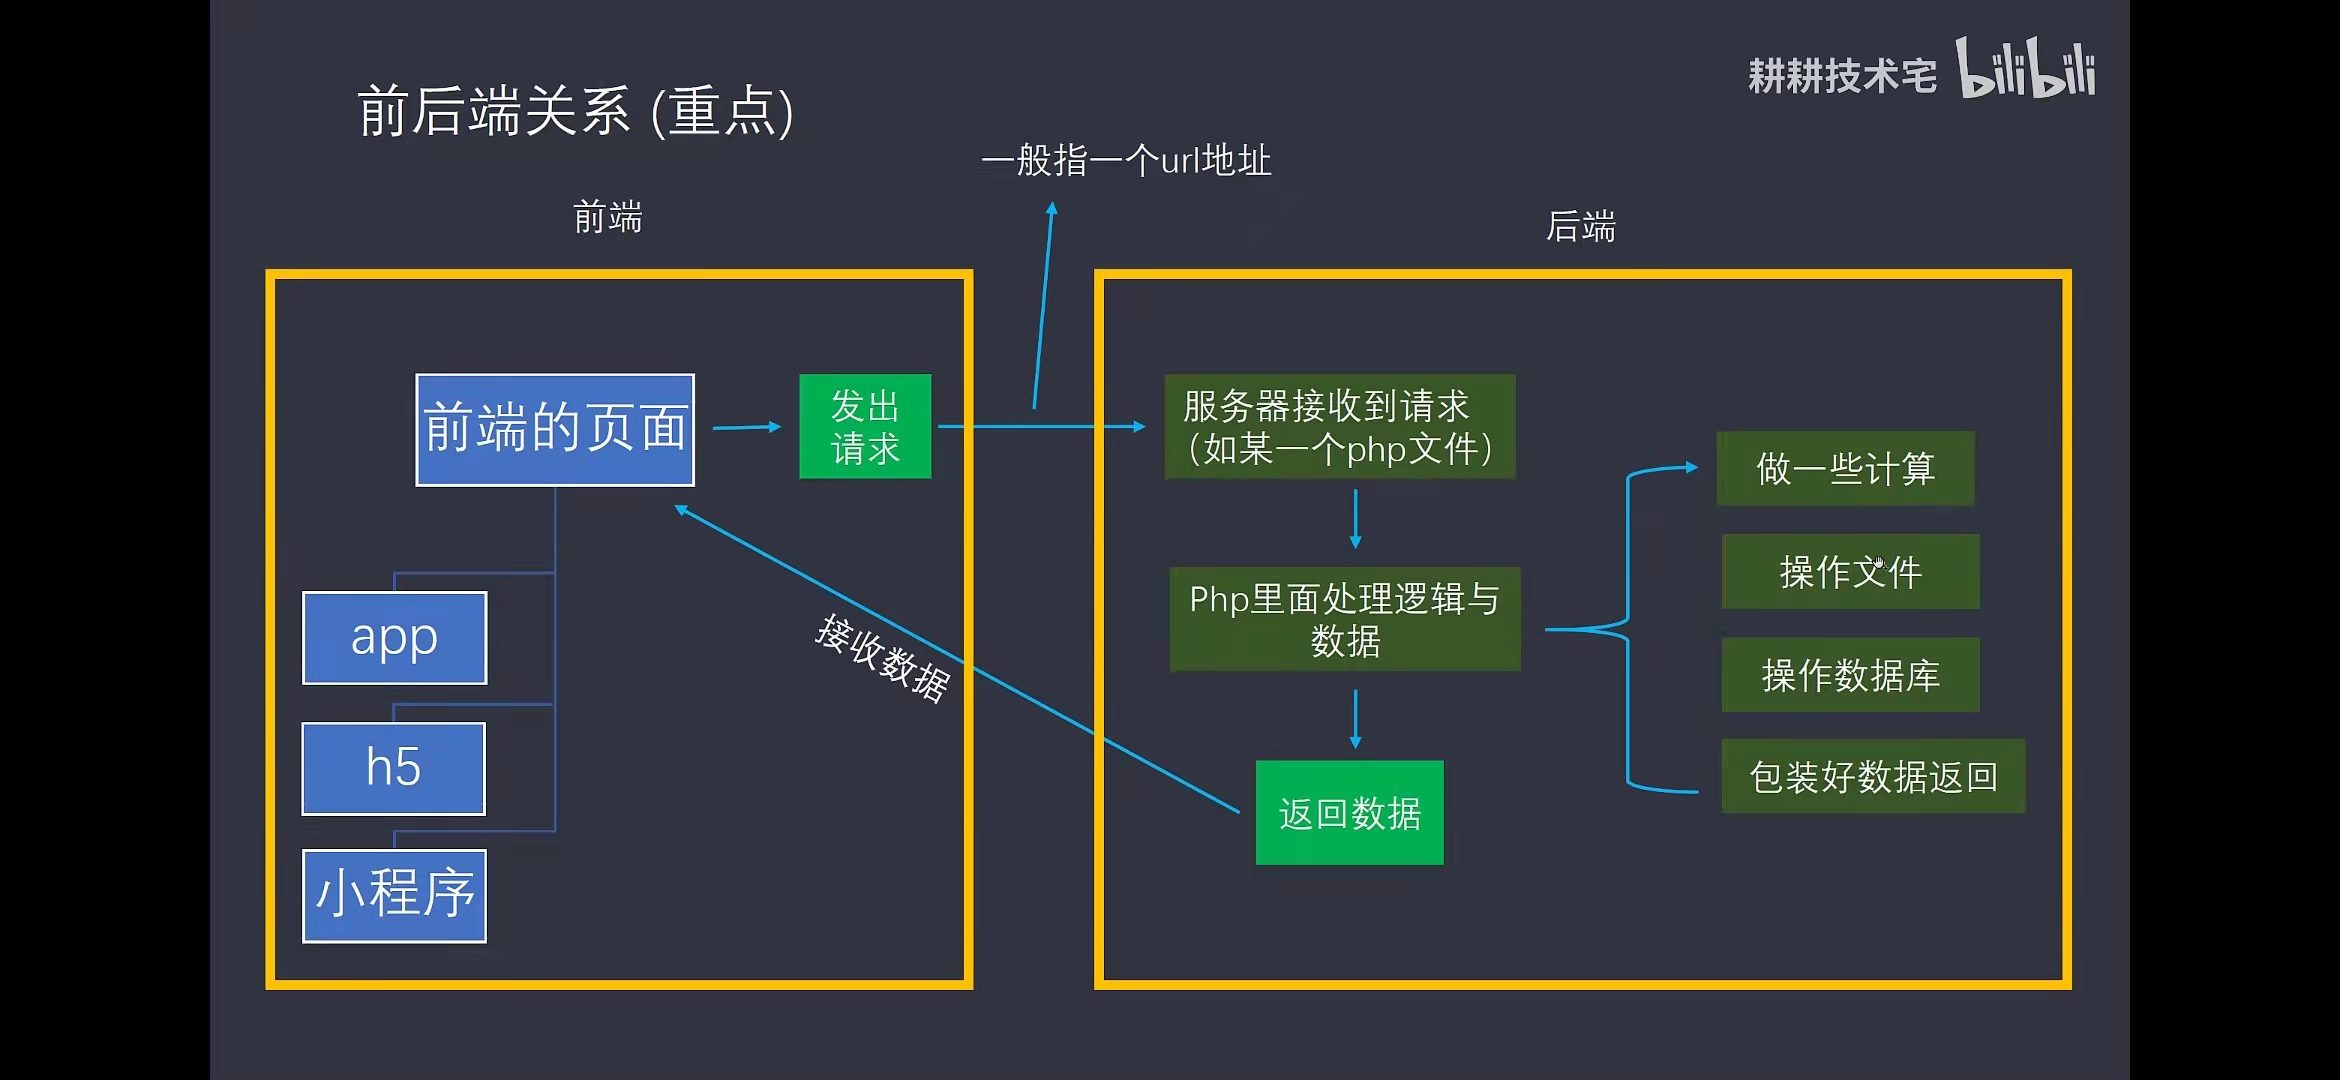 耕耕技术宅 bilibili
前后端关系 (重点)
一般指一个url地址
前端
后端
前端的页面
发出
请求
服务器接收到请求
（如某一个php文件）
做一些计算
操作文件
Php里面处理逻辑与
数据
app
接收数据
操作数据库
h5
包装好数据返回
返回数据
小程序